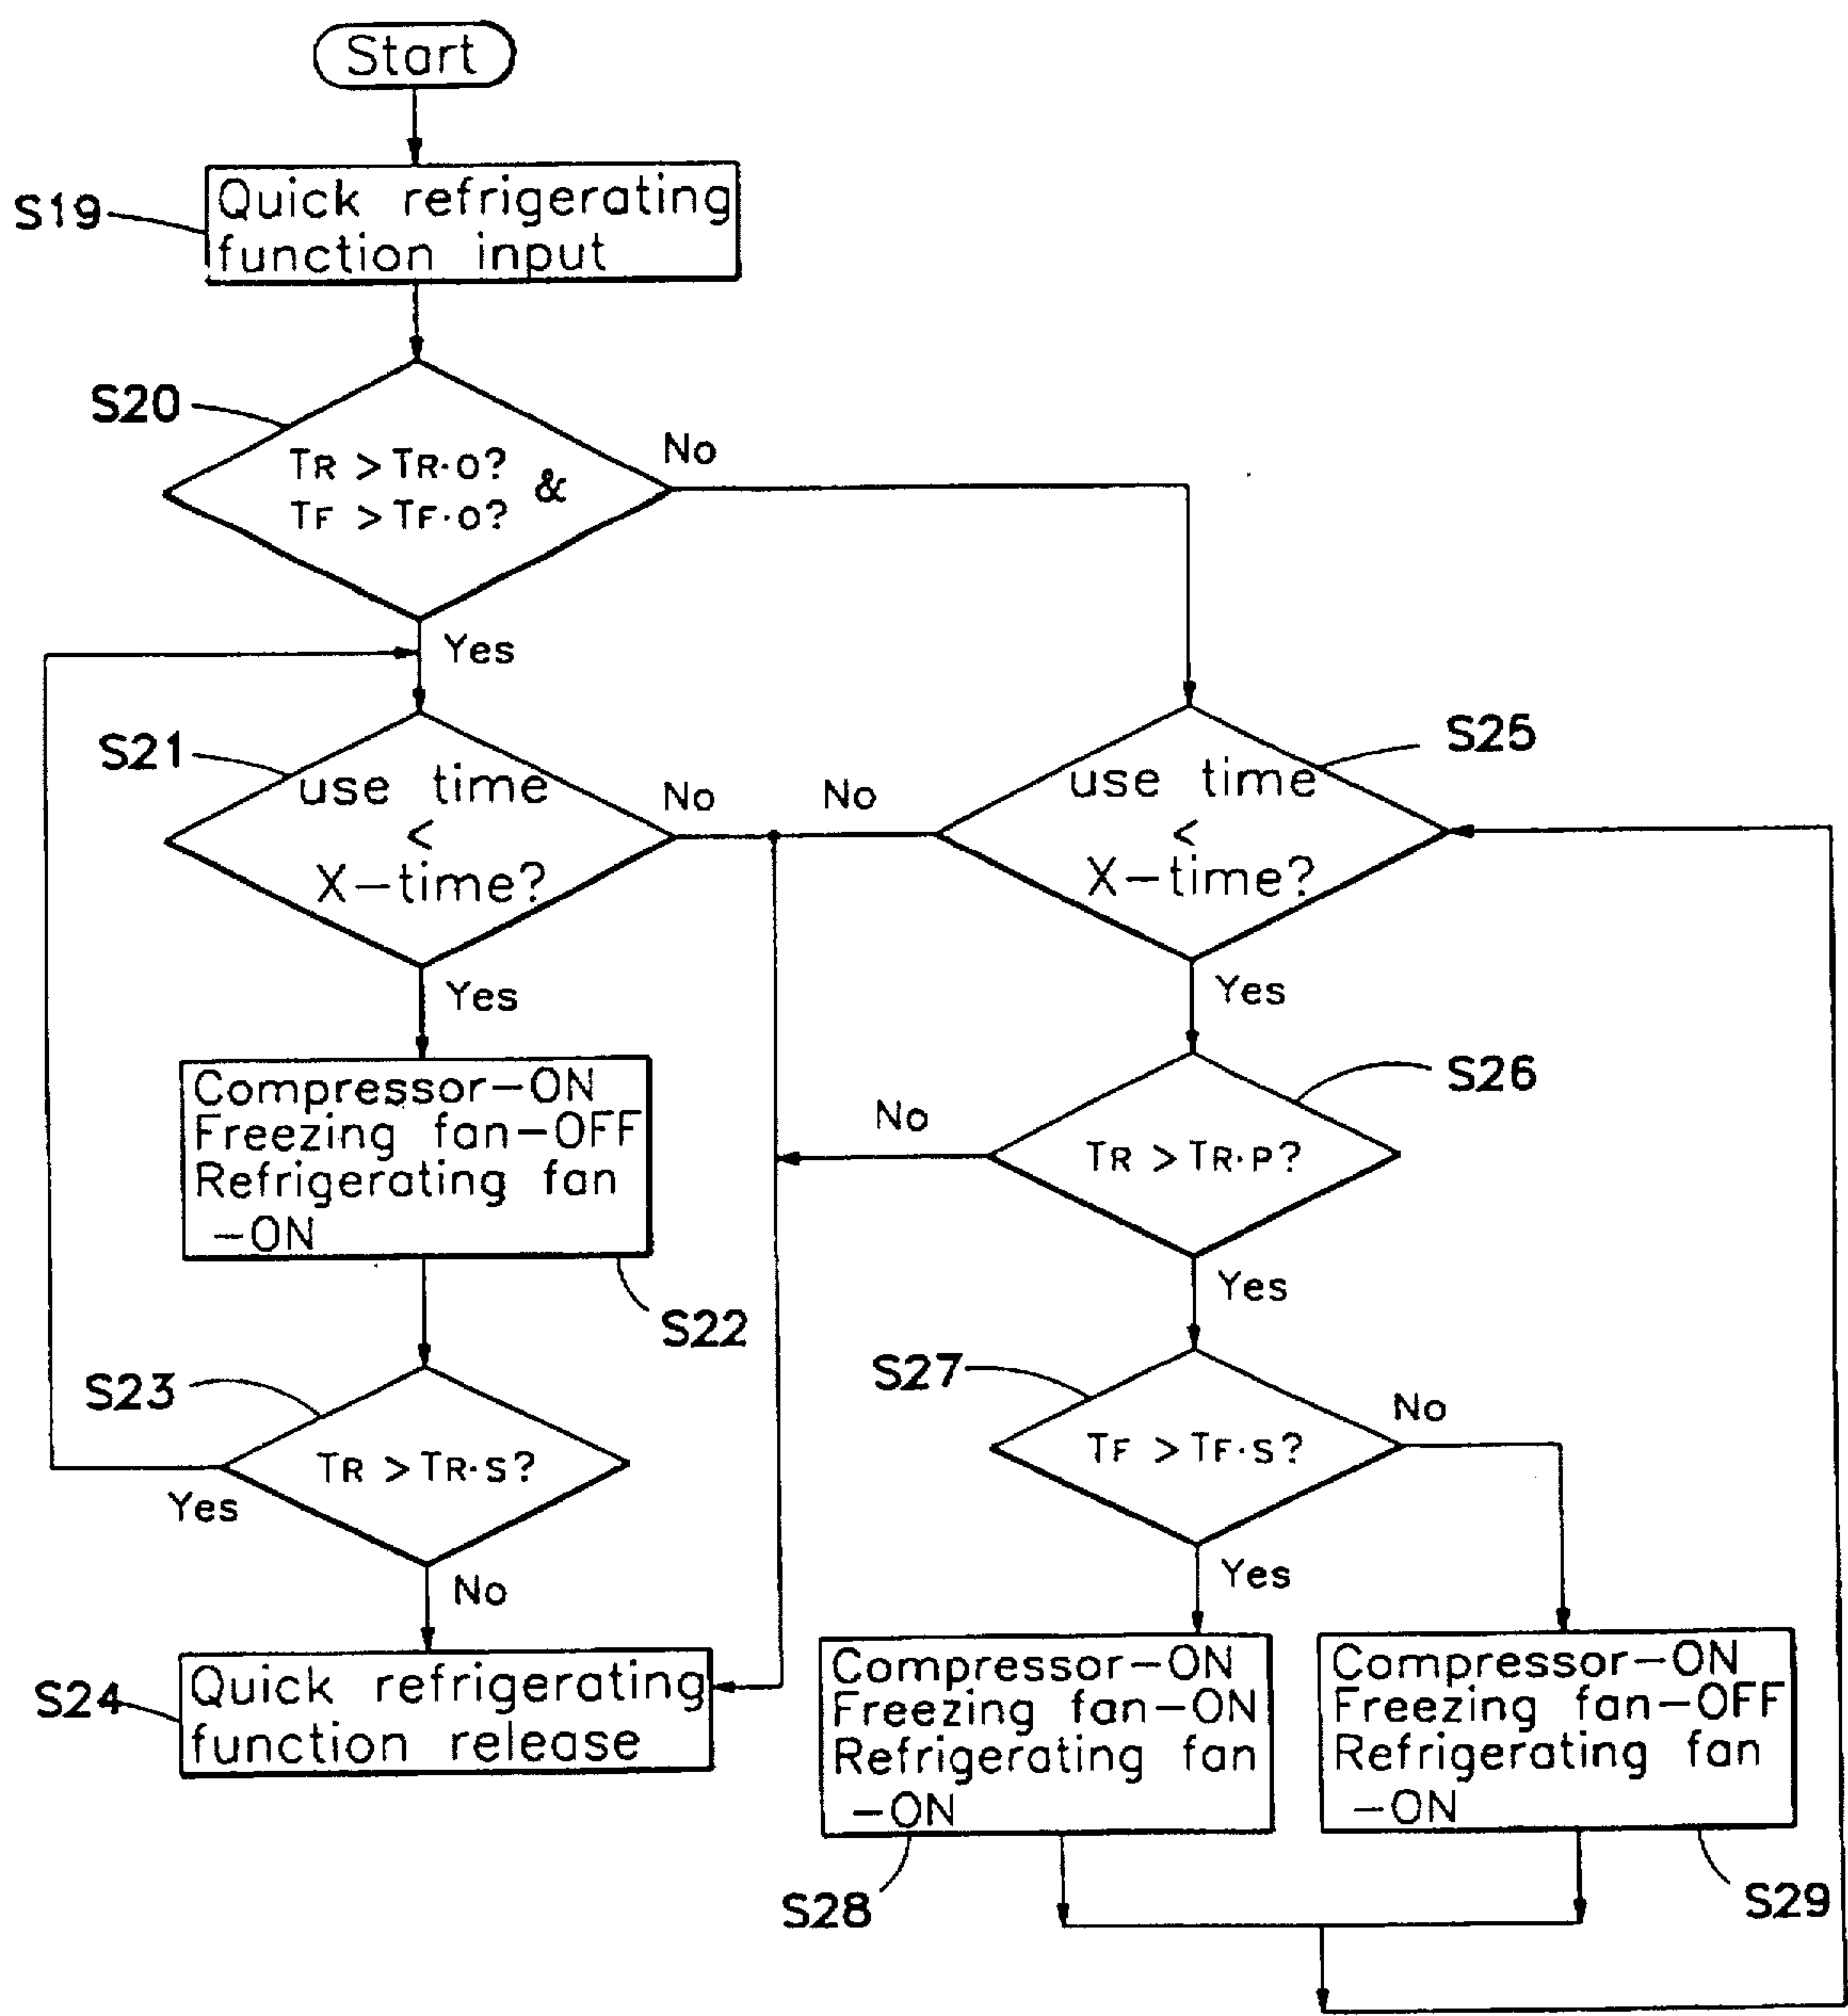 Start
S19
Quick refrigerating
function input
S20
TR > TR·O?
&
TF > TF·O?
No
Yes
S21
use time
<
X-time?
No
Yes
No
S25
use time
<
X-time?
Yes
Compressor-ON
Freezing fan-OFF
Refrigerating fan
-ON
S22
S26
TR > TR·P?
No
Yes
S23
TR > TR·S?
Yes
No
S27
TF > TF·S?
No
Yes
S24
Quick refrigerating
function release
Compressor-ON
Freezing fan-ON
Refrigerating fan
-ON
S28
Compressor-ON
Freezing fan-OFF
Refrigerating fan
-ON
S29